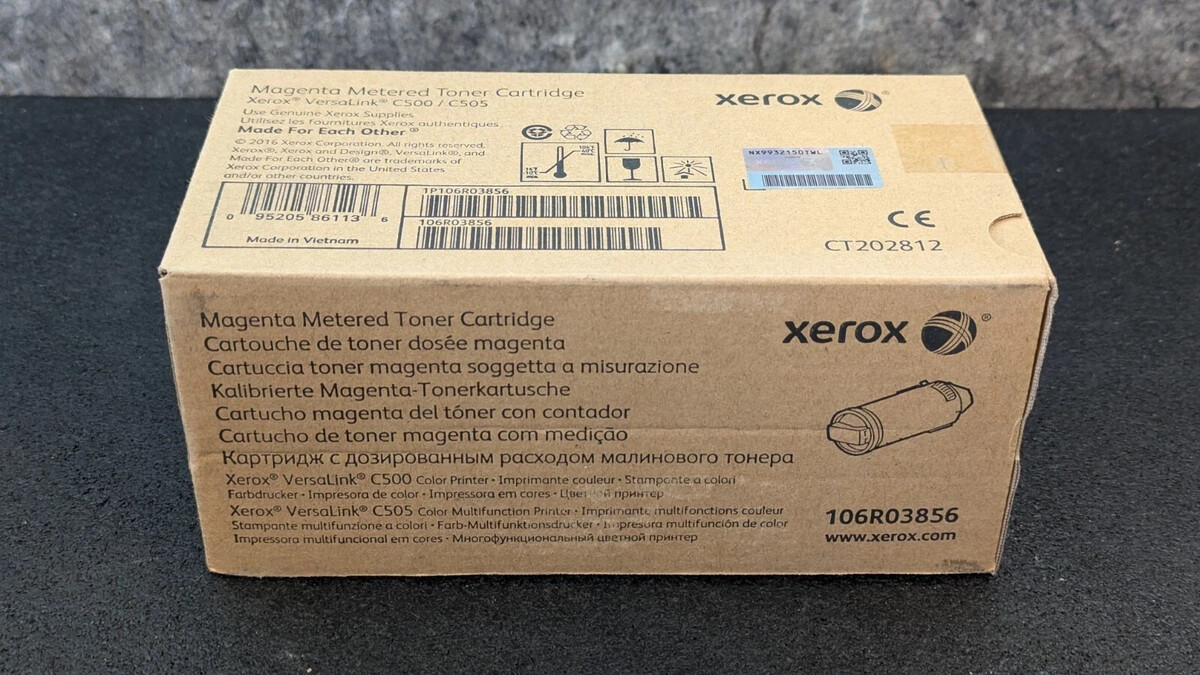 Magenta Metered Toner Cartridge
Xerox® VersaLink® C500 / C505
Use Genuine Xerox Supplies
Utilisez les fournitures Xerox authentiques
Made For Each Other ®
© 2016 Xerox Corporation. All rights reserved.
Xerox®, Xerox and Design®, VersaLink®, and
Made For Each Other® are trademarks of
Xerox Corporation in the United States
and/or other countries.
xerox
NX9932150TWL
0 95205 86113 6
Made in Vietnam
1P106R03856
106R03856
CE
CT202812
Magenta Metered Toner Cartridge
Cartouche de toner dosée magenta
Cartuccia toner magenta soggetta a misurazione
Kalibrierte Magenta-Tonerkartusche
Cartucho magenta del tóner con contador
Cartucho de toner magenta com medição
Картридж с дозированным расходом малинового тонера
Xerox® VersaLink® C500 Color Printer • Imprimante couleur • Stampante a colori
Farbdrucker • Impresora de color • Impressora em cores • Цветной принтер
Xerox® VersaLink® C505 Color Multifunction Printer • Imprimante multifonctions couleur
Stampante multifunzione a colori • Farb-Multifunktionsdrucker • Impresora multifunción de color
Impressora multifuncional em cores • Многофункциональный цветной принтер
xerox ®
106R03856
www.xerox.com